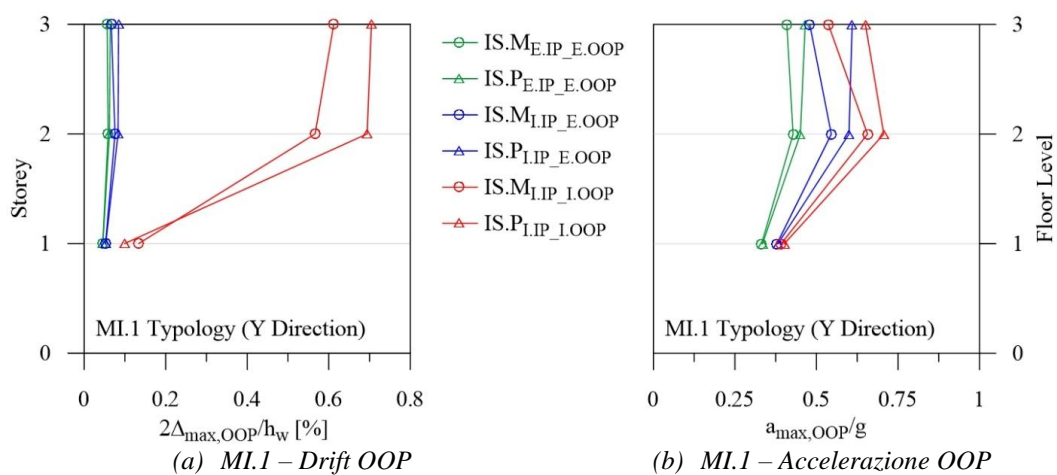 3
2
1
0
Storey
MI.1 Typology (Y Direction)
0
0.2
0.4
0.6
0.8
2Δmax,OOP/hw [%]
(a) MI.1 – Drift OOP
IS.ME.IP_E.OOP
IS.PE.IP_E.OOP
IS.MI.IP_E.OOP
IS.PI.IP_E.OOP
IS.MI.IP_I.OOP
IS.PI.IP_I.OOP
MI.1 Typology (Y Direction)
3
2
1
0
Floor Level
0
0.25
0.5
0.75
1
amax,OOP/g
(b) MI.1 – Accelerazione OOP